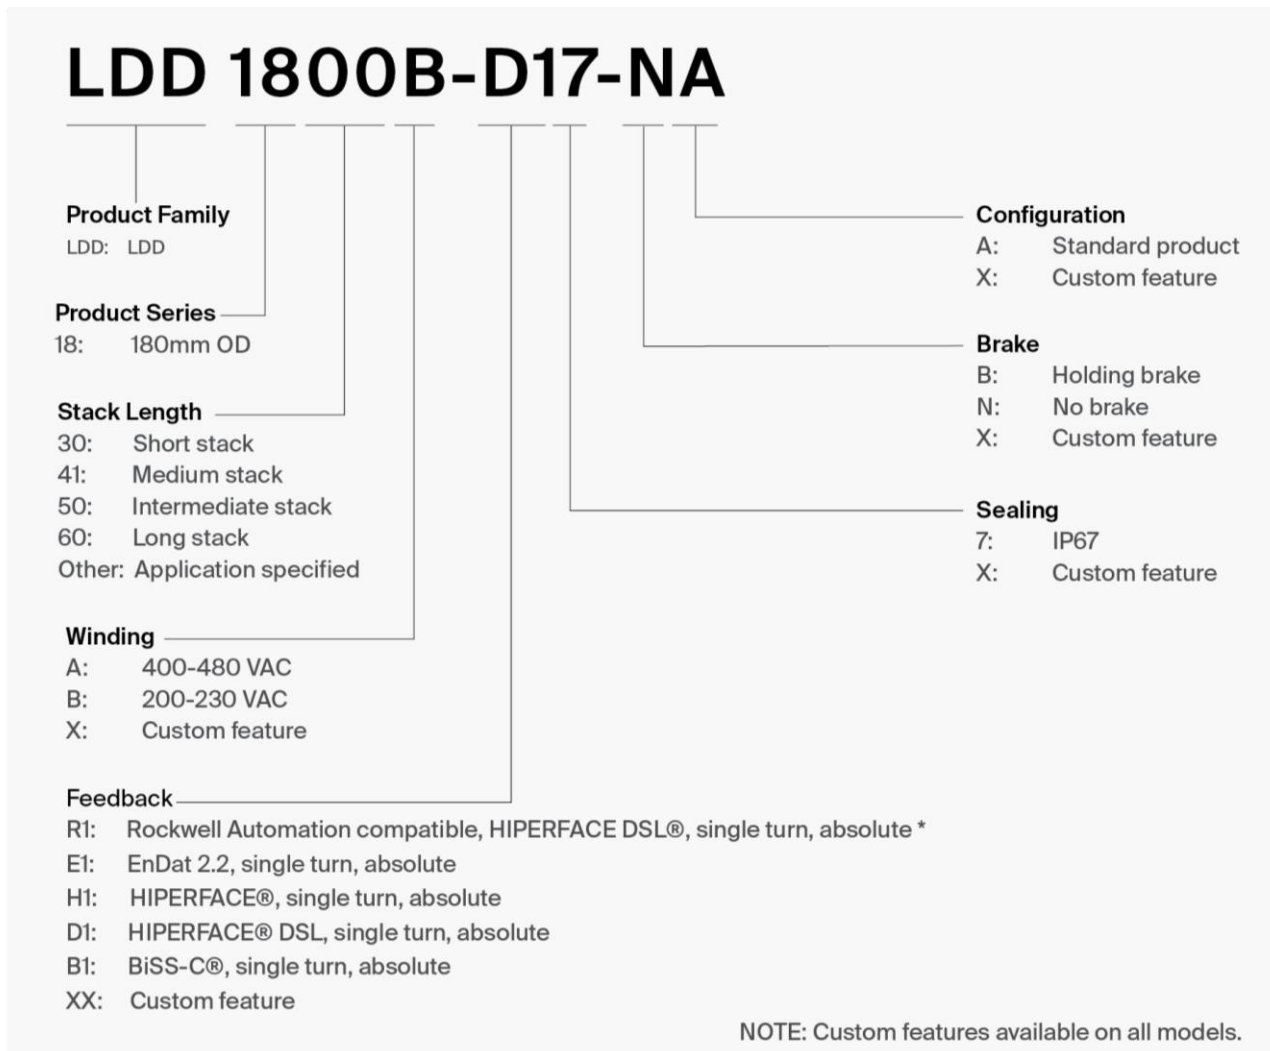 LDD 1800B-D17-NA
Product Family
LDD: LDD
Product Series
18: 180mm OD
Stack Length
30: Short stack
41: Medium stack
50: Intermediate stack
60: Long stack
Other: Application specified
Winding
A: 400-480 VAC
B: 200-230 VAC
X: Custom feature
Feedback
R1: Rockwell Automation compatible, HIPERFACE DSL®, single turn, absolute *
E1: EnDat 2.2, single turn, absolute
H1: HIPERFACE®, single turn, absolute
D1: HIPERFACE® DSL, single turn, absolute
B1: BiSS-C®, single turn, absolute
XX: Custom feature
Configuration
A: Standard product
X: Custom feature
Brake
B: Holding brake
N: No brake
X: Custom feature
Sealing
7: IP67
X: Custom feature
NOTE: Custom features available on all models.